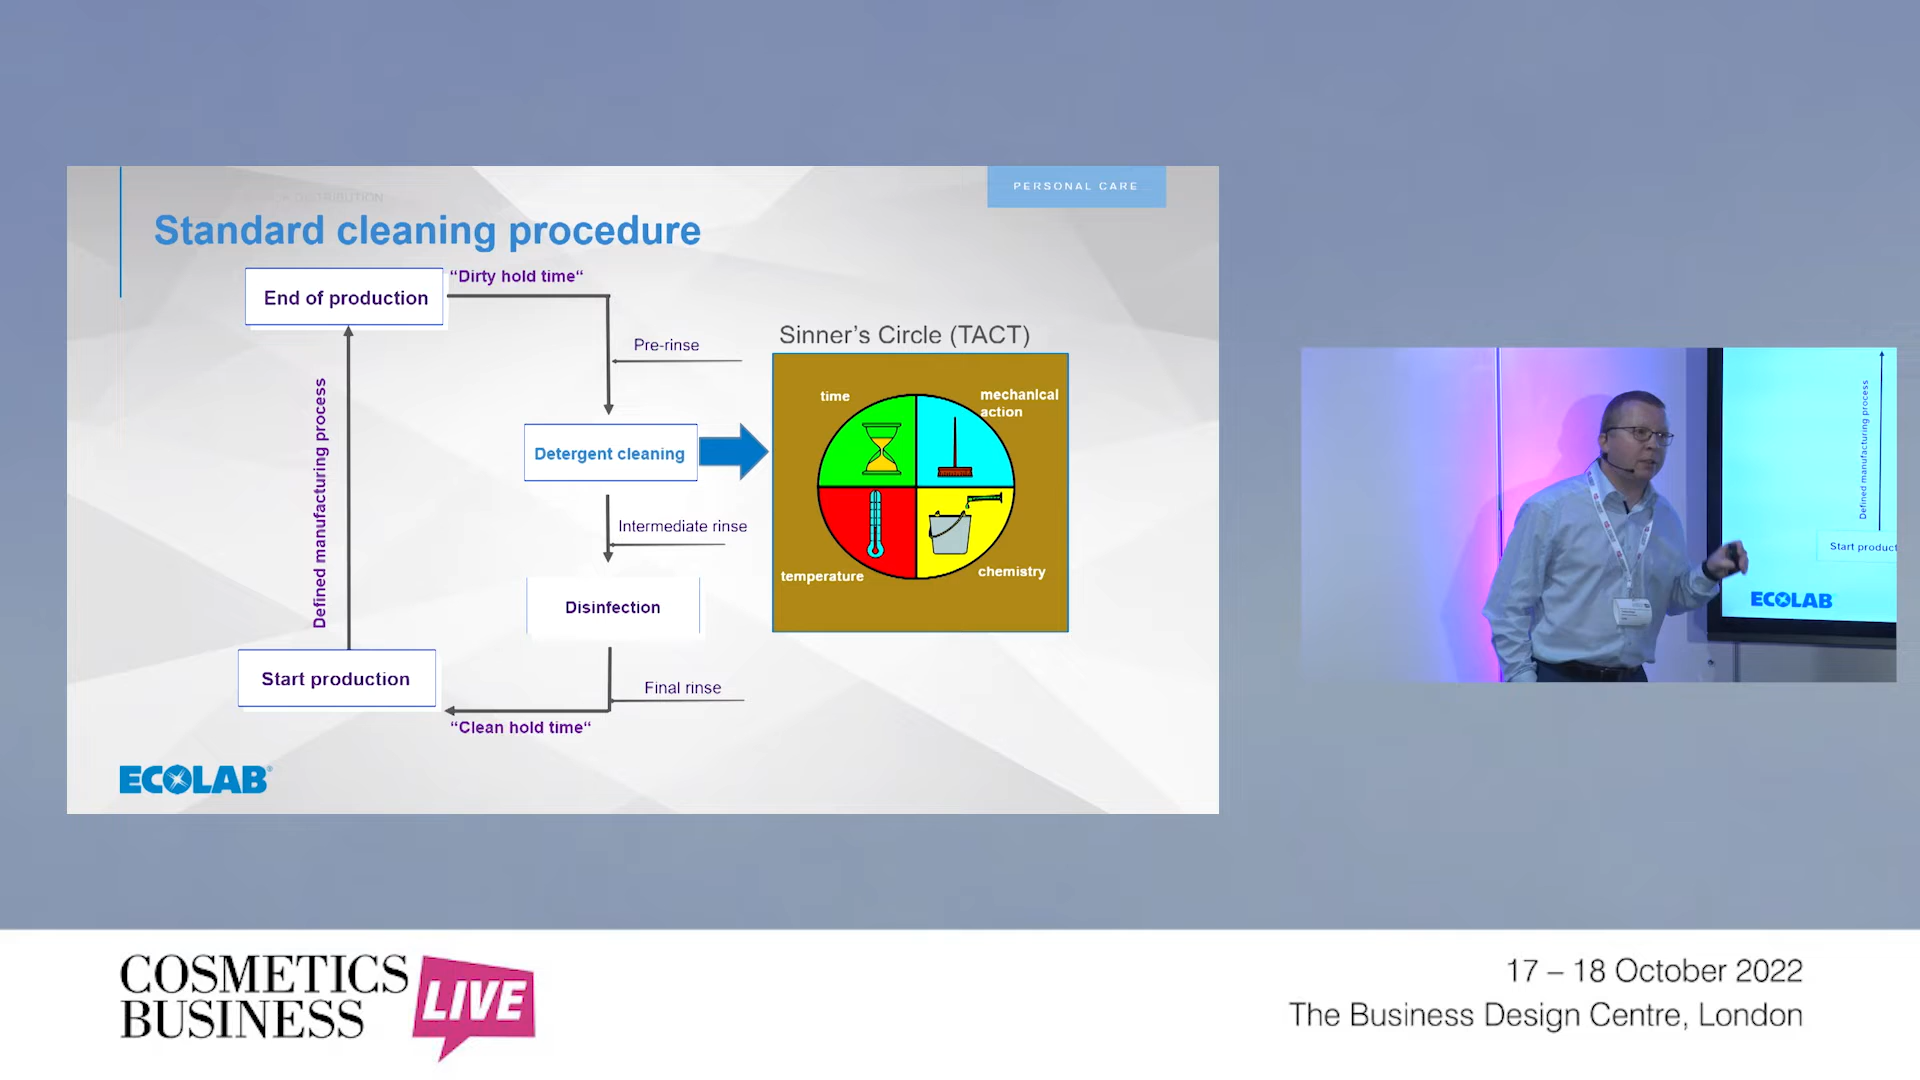 PERSONAL CARE
DISTRIBUTION
Standard cleaning procedure
End of production
“Dirty hold time“
Pre-rinse
Sinner’s Circle (TACT)
time
mechanical
action
Defined manufacturing process
Detergent cleaning
Intermediate rinse
temperature
chemistry
Disinfection
Start production
Final rinse
“Clean hold time“
ECOLAB®
Defined manufacturing process
Start product
ECOLAB
COSMETICS
BUSINESS
LIVE
17 – 18 October 2022
The Business Design Centre, London